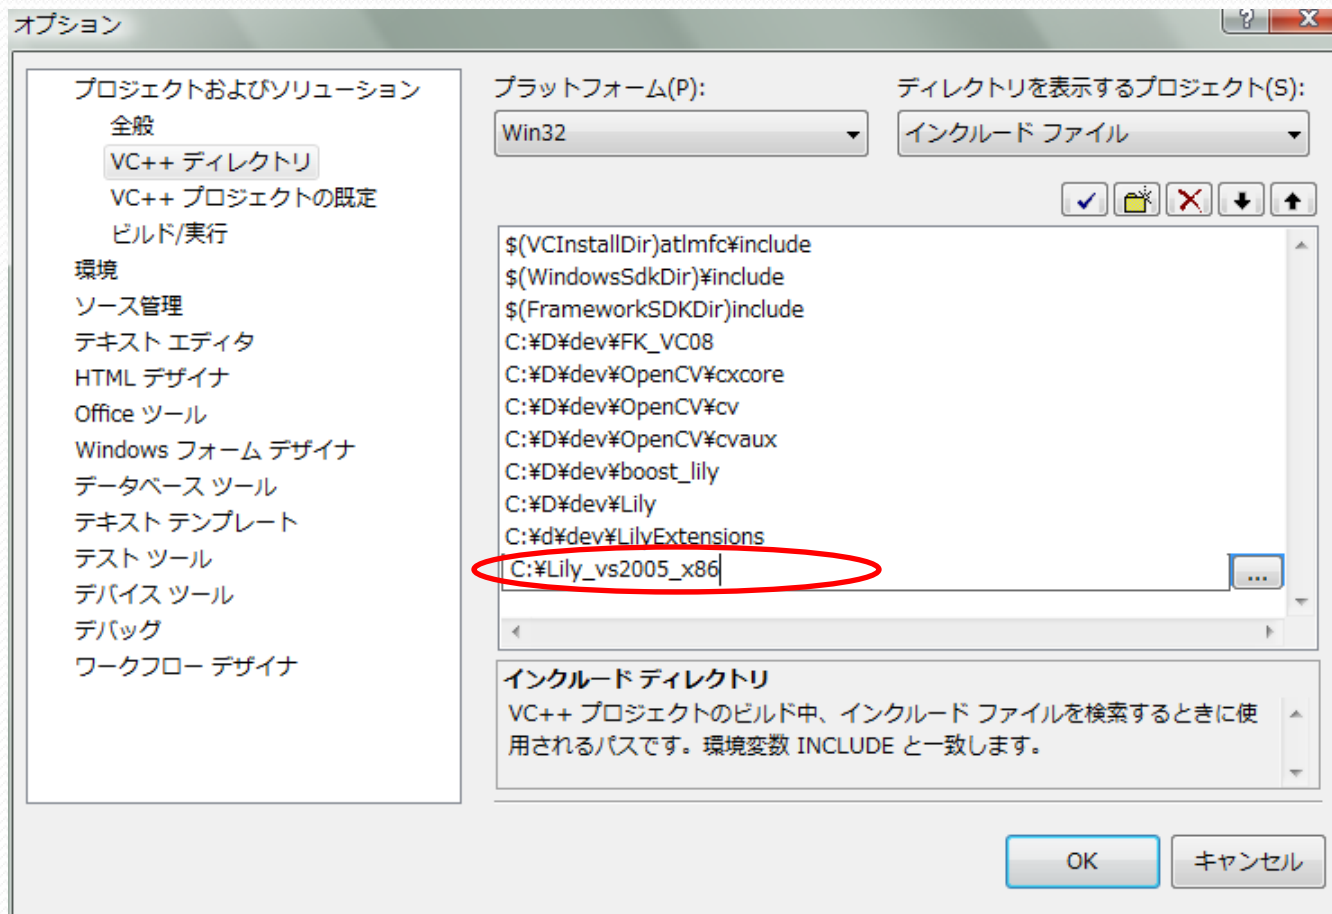 オプション
プロジェクトおよびソリューション
全般
VC++ ディレクトリ
VC++ プロジェクトの既定
ビルド/実行
環境
ソース管理
テキスト エディタ
HTML デザイナ
Office ツール
Windows フォーム デザイナ
データベース ツール
テキスト テンプレート
テスト ツール
デバイス ツール
デバッグ
ワークフロー デザイナ
プラットフォーム(P):
Win32
ディレクトリを表示するプロジェクト(S):
インクルード ファイル
$(VCInstallDir)atlmfc¥include
$(WindowsSdkDir)¥include
$(FrameworkSDKDir)include
C:¥D¥dev¥FK_VC08
C:¥D¥dev¥OpenCV¥cxcore
C:¥D¥dev¥OpenCV¥cv
C:¥D¥dev¥OpenCV¥cvaux
C:¥D¥dev¥boost_lily
C:¥D¥dev¥Lily
C:¥d¥dev¥LilyExtensions
C:¥Lily_vs2005_x86
...
インクルード ディレクトリ
VC++ プロジェクトのビルド中、インクルード ファイルを検索するときに使
用されるパスです。環境変数 INCLUDE と一致します。
OK
キャンセル